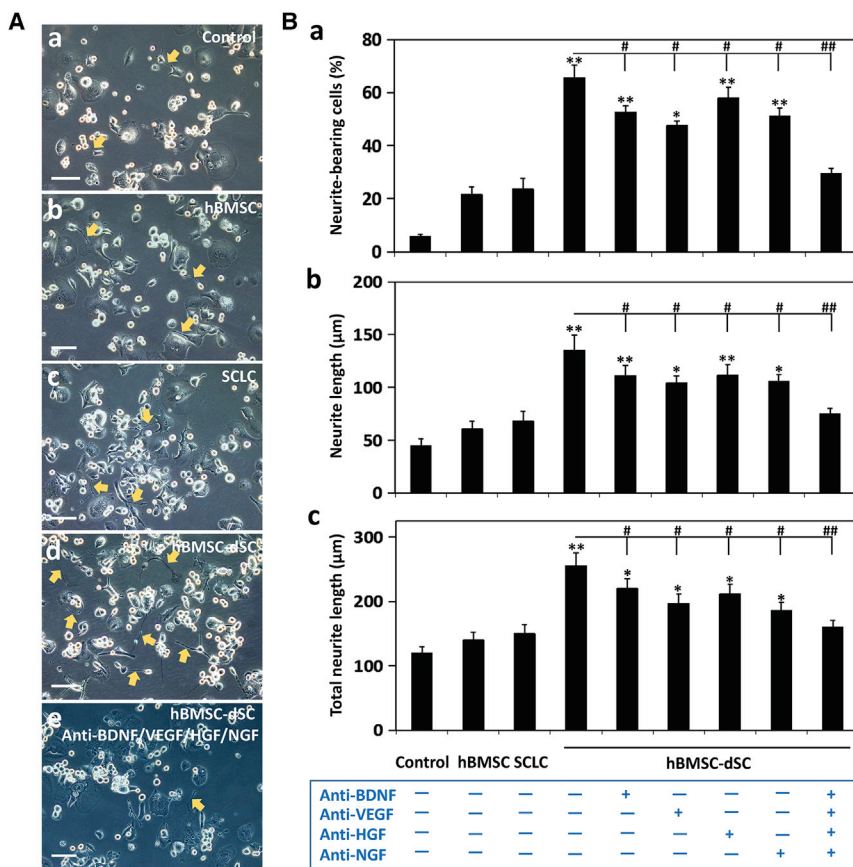 A
a
Control
b
hBMSC
c
SCLC
d
hBMSC-dSC
e
hBMSC-dSC
Anti-BDNF/VEGF/HGF/NGF
B
a
Neurite-bearing cells (%)
80
60
40
20
0
** ** * ** **
# # # # ##
b
Neurite length (µm)
200
150
100
50
0
** ** * ** *
# # # # ##
c
Total neurite length (µm)
300
200
100
0
** * * * *
# # # # ##
Control hBMSC SCLC hBMSC-dSC
Anti-BDNF — — — — + — — — +
Anti-VEGF — — — — — + — — +
Anti-HGF — — — — — — + — +
Anti-NGF — — — — — — — + +